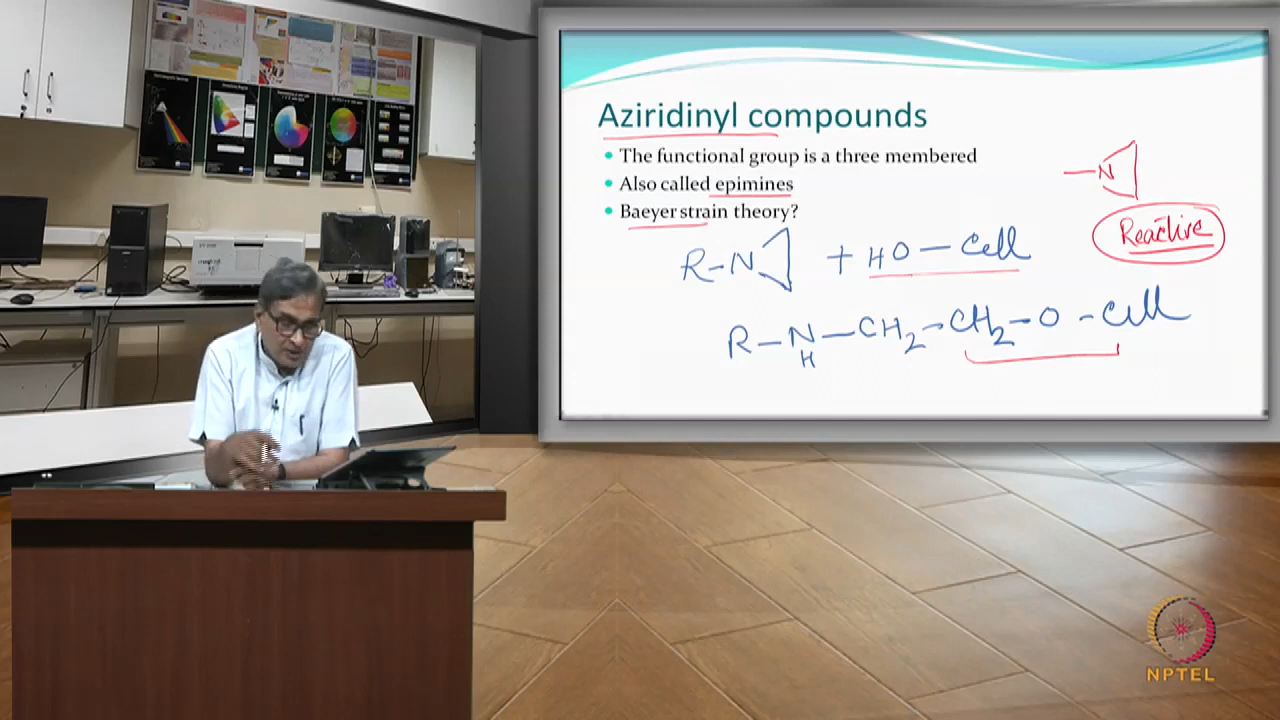 Aziridinyl compounds
• The functional group is a three membered
• Also called epimines
• Baeyer strain theory?
-N
Reactive
R-N + HO - Cell
R - N - CH2 - CH2 - O - Cell
H
NPTEL